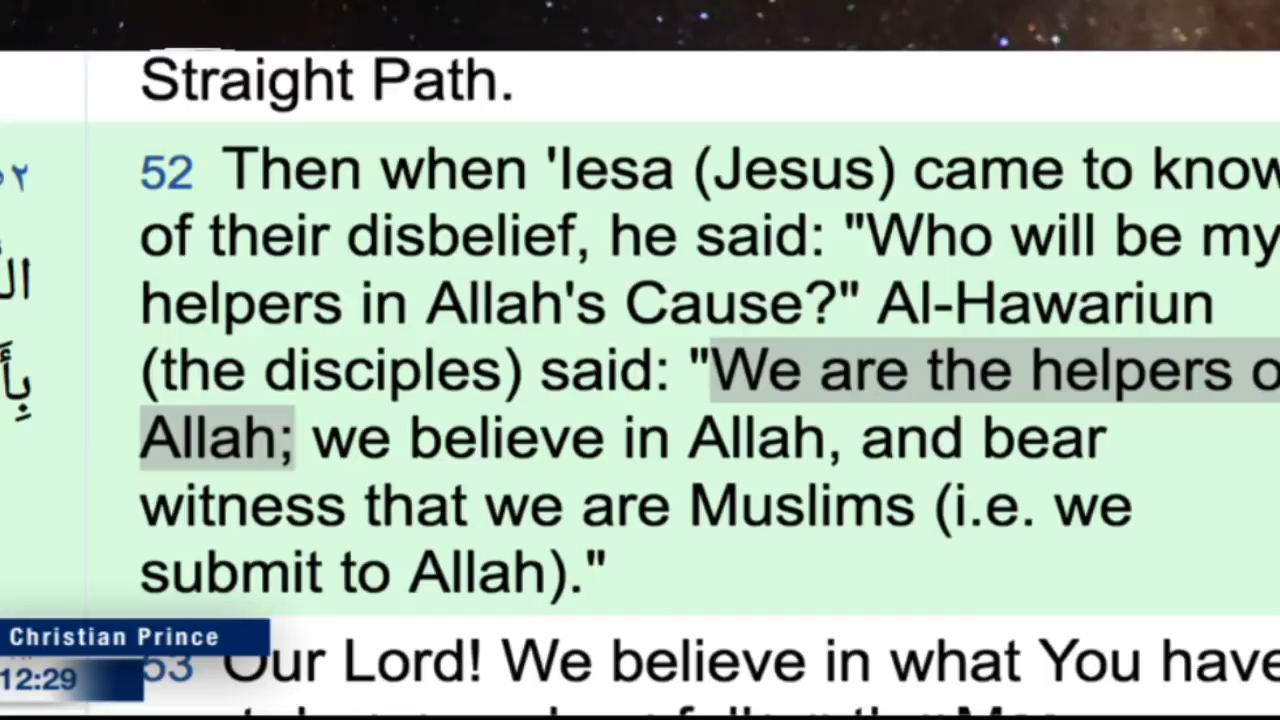 Straight Path.
52 Then when 'Iesa (Jesus) came to know
of their disbelief, he said: "Who will be my
helpers in Allah's Cause?" Al-Hawariun
(the disciples) said: "We are the helpers o
Allah; we believe in Allah, and bear
witness that we are Muslims (i.e. we
submit to Allah)."
53 Our Lord! We believe in what You have
Christian Prince
12:29